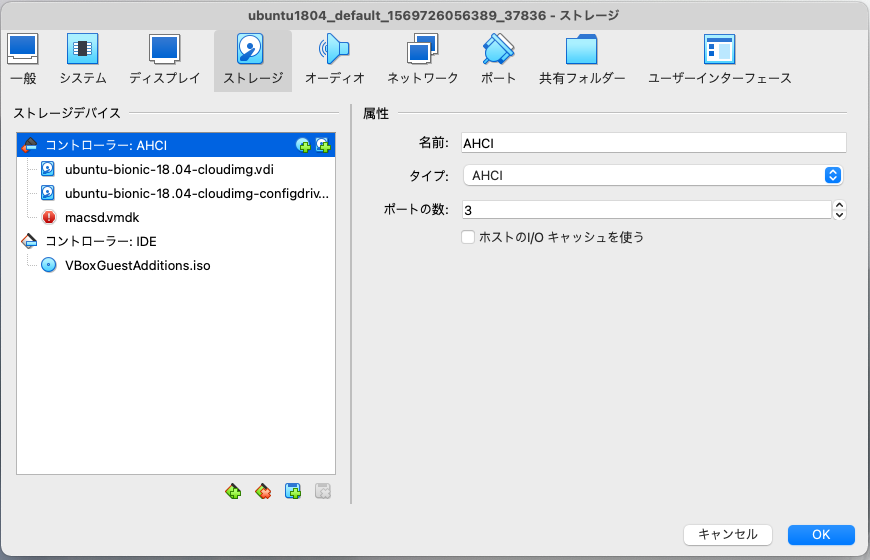 ubuntu1804_default_1569726056389_37836 - ストレージ
一般
システム
ディスプレイ
ストレージ
オーディオ
ネットワーク
ポート
共有フォルダー
ユーザーインターフェース
ストレージデバイス
コントローラー: AHCI
ubuntu-bionic-18.04-cloudimg.vdi
ubuntu-bionic-18.04-cloudimg-configdriv...
macsd.vmdk
コントローラー: IDE
VBoxGuestAdditions.iso
属性
名前: AHCI
タイプ: AHCI
ポートの数: 3
ホストのI/O キャッシュを使う
キャンセル
OK